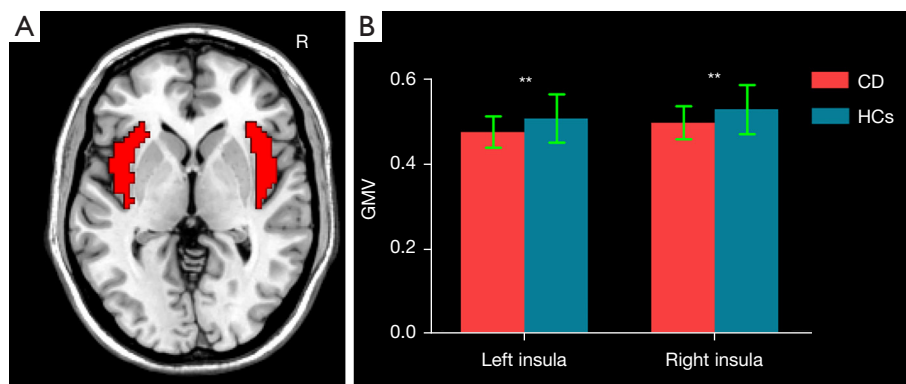 A
R
B
GMV
0.6
0.4
0.2
0.0
**
**
Left insula
Right insula
CD
HCs